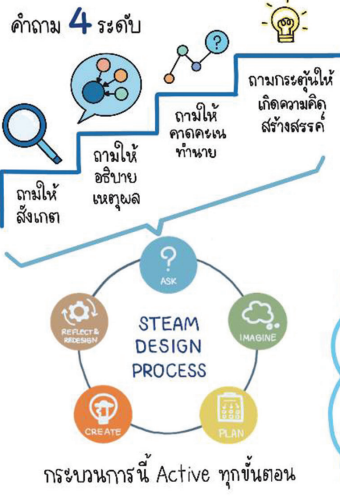 คำถาม 4 ระดับ
ถามให้
สังเกต
ถามให้
อธิบาย
เหตุผล
ถามให้
คาดคะเน
ทำนาย
ถามกระตุ้นให้
เกิดความคิด
สร้างสรรค์
?
?
ASK
IMAGINE
PLAN
CREATE
REFLECT &
REDESIGN
STEAM
DESIGN
PROCESS
กระบวนการนี้ Active ทุกขั้นตอน